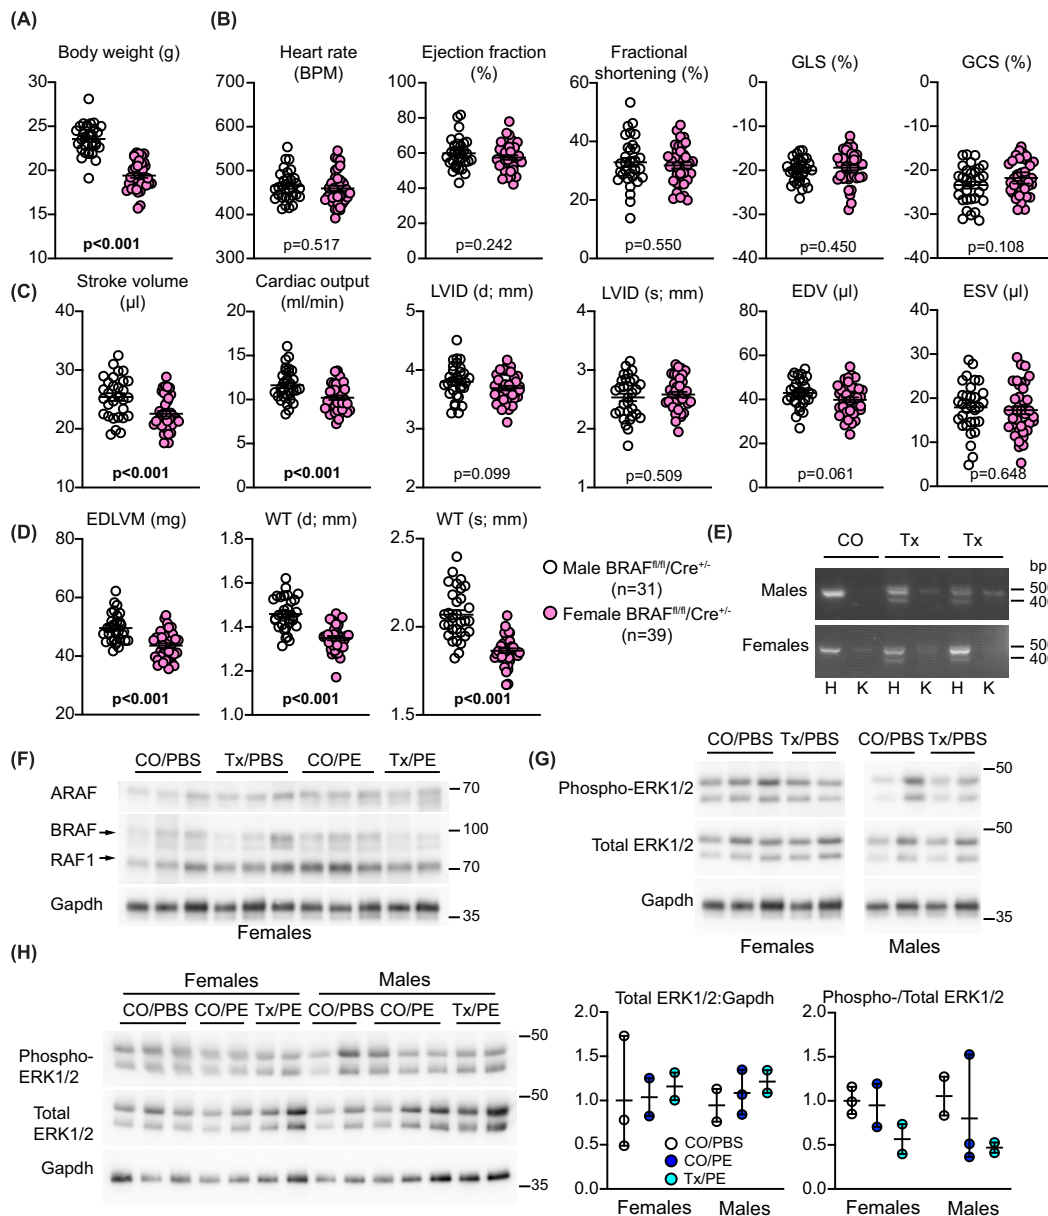 (A)
(B)
Body weight (g)
30
25
20
15
10
p<0.001
Heart rate
(BPM)
700
600
500
400
300
p=0.517
Ejection fraction
(%)
100
80
60
40
20
0
p=0.242
Fractional
shortening (%)
60
40
20
0
p=0.550
GLS (%)
-0
-10
-20
-30
-40
p=0.450
GCS (%)
-0
-10
-20
-30
-40
p=0.108
(C)
Stroke volume
(µl)
40
30
20
10
p<0.001
Cardiac output
(ml/min)
20
15
10
5
0
p<0.001
LVID (d; mm)
5
4
3
2
p=0.099
LVID (s; mm)
4
3
2
1
p=0.509
EDV (µl)
80
60
40
20
0
p=0.061
ESV (µl)
40
30
20
10
0
p=0.648
(D)
EDLVM (mg)
80
60
40
20
p<0.001
WT (d; mm)
1.8
1.6
1.4
1.2
1.0
p<0.001
WT (s; mm)
2.5
2.0
1.5
p<0.001
Male BRAFfl/fl/Cre+/-
(n=31)
Female BRAFfl/fl/Cre+/-
(n=39)
(E)
CO Tx Tx
bp
Males
500
400
Females
500
400
H K H K H K
(F)
CO/PBS Tx/PBS CO/PE Tx/PE
ARAF
70
BRAF
100
RAF1
70
Gapdh
35
Females
(G)
CO/PBS Tx/PBS CO/PBS Tx/PBS
Phospho-ERK1/2
50
Total ERK1/2
50
Gapdh
35
Females Males
(H)
Females Males
CO/PBS CO/PE Tx/PE CO/PBS CO/PE Tx/PE
Phospho-
ERK1/2
50
Total
ERK1/2
50
Gapdh
35
Total ERK1/2:Gapdh
2.0
1.5
1.0
0.5
0.0
CO/PBS
CO/PE
Tx/PE
Females Males
Phospho-/Total ERK1/2
2.0
1.5
1.0
0.5
0.0
Females Males